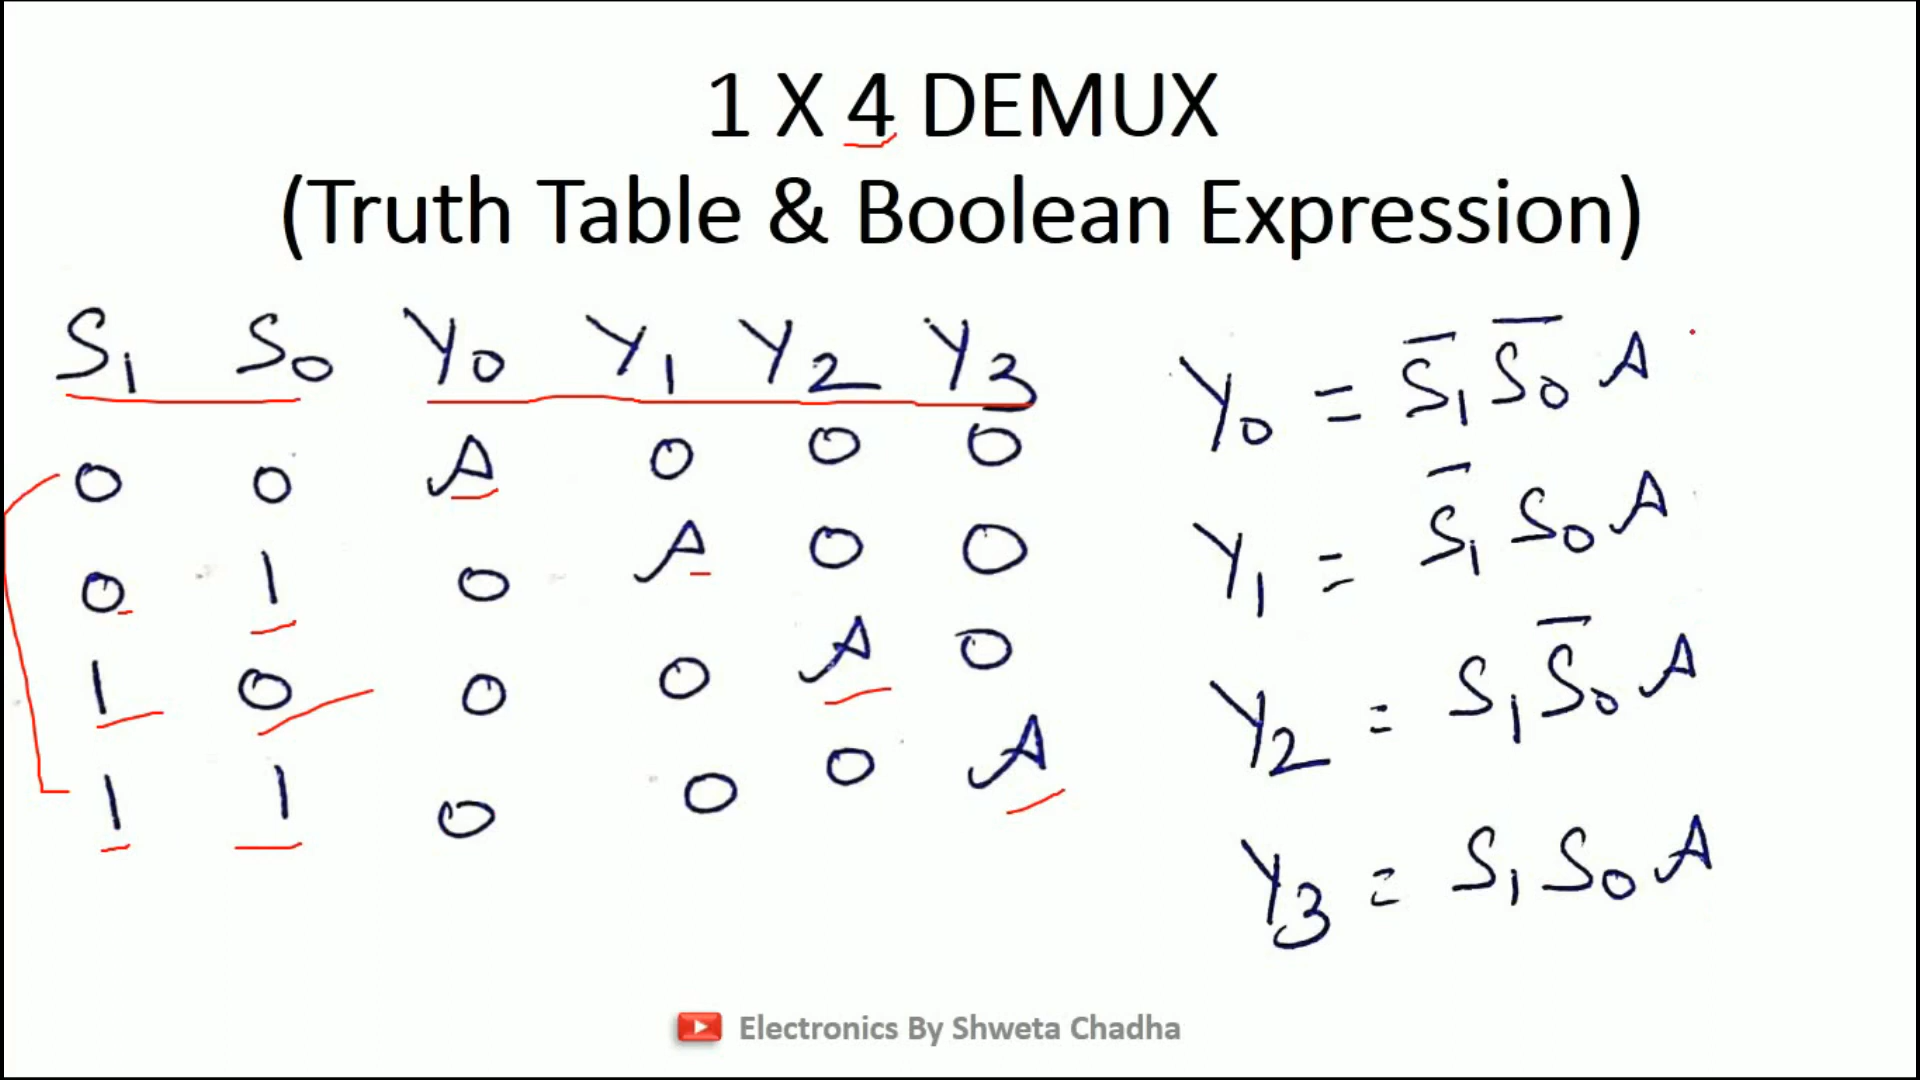 1 X 4 DEMUX
(Truth Table & Boolean Expression)
S₁ S₀ Y₀ Y₁ Y₂ Y₃
0 0 A 0 0 0
0 1 0 A 0 0
1 0 0 0 A 0
1 1 0 0 0 A
Y₀ = S̅₁ S̅₀ A
Y₁ = S̅₁ S₀ A
Y₂ = S₁ S̅₀ A
Y₃ = S₁ S₀ A
Electronics By Shweta Chadha